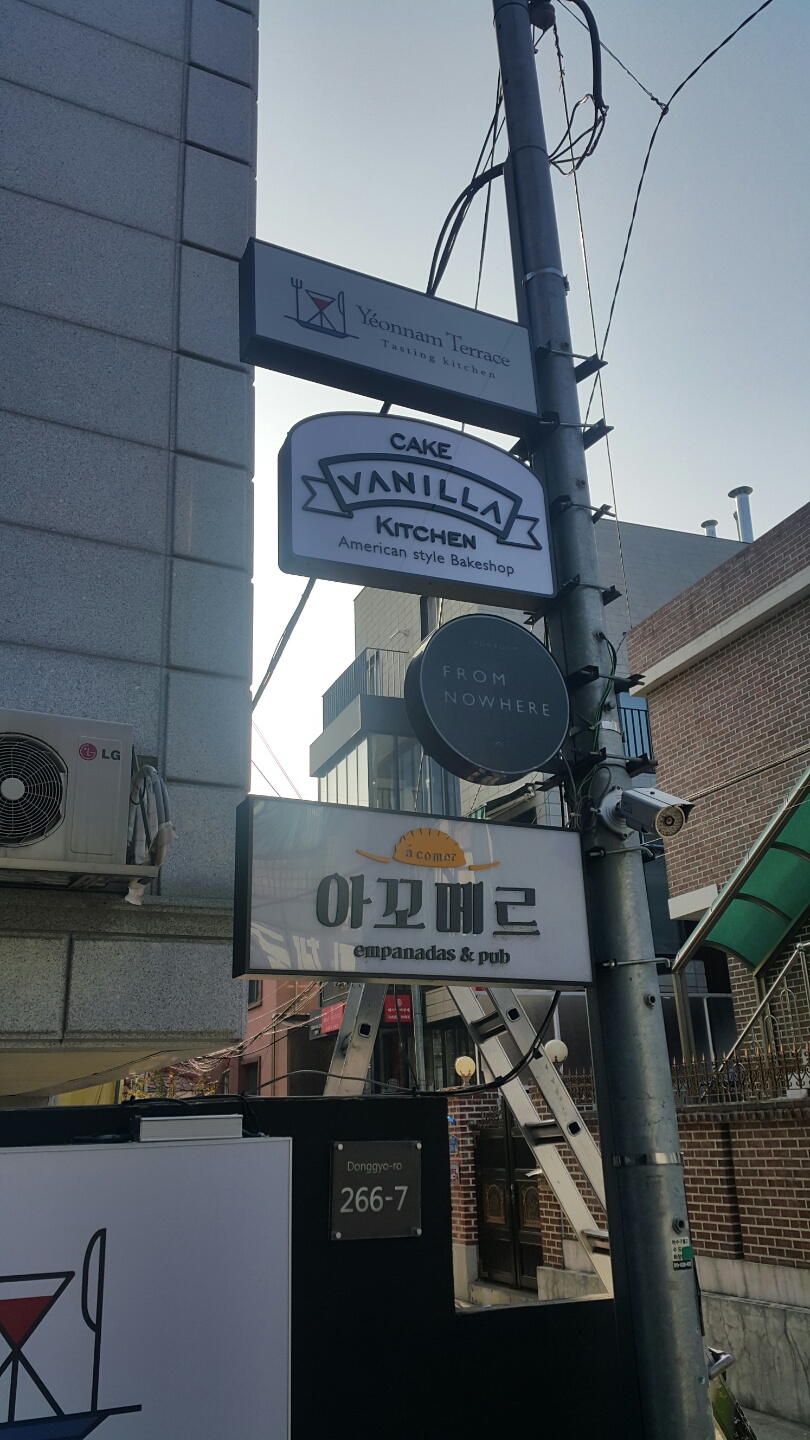 Yéonnam Terrace
Tasting kitchen
CAKE
VANILLA
KITCHEN
American style Bakeshop
FROM
NOWHERE
LG
á comer
아꼬메르
empanadas & pub
Donggyo-ro
266-7